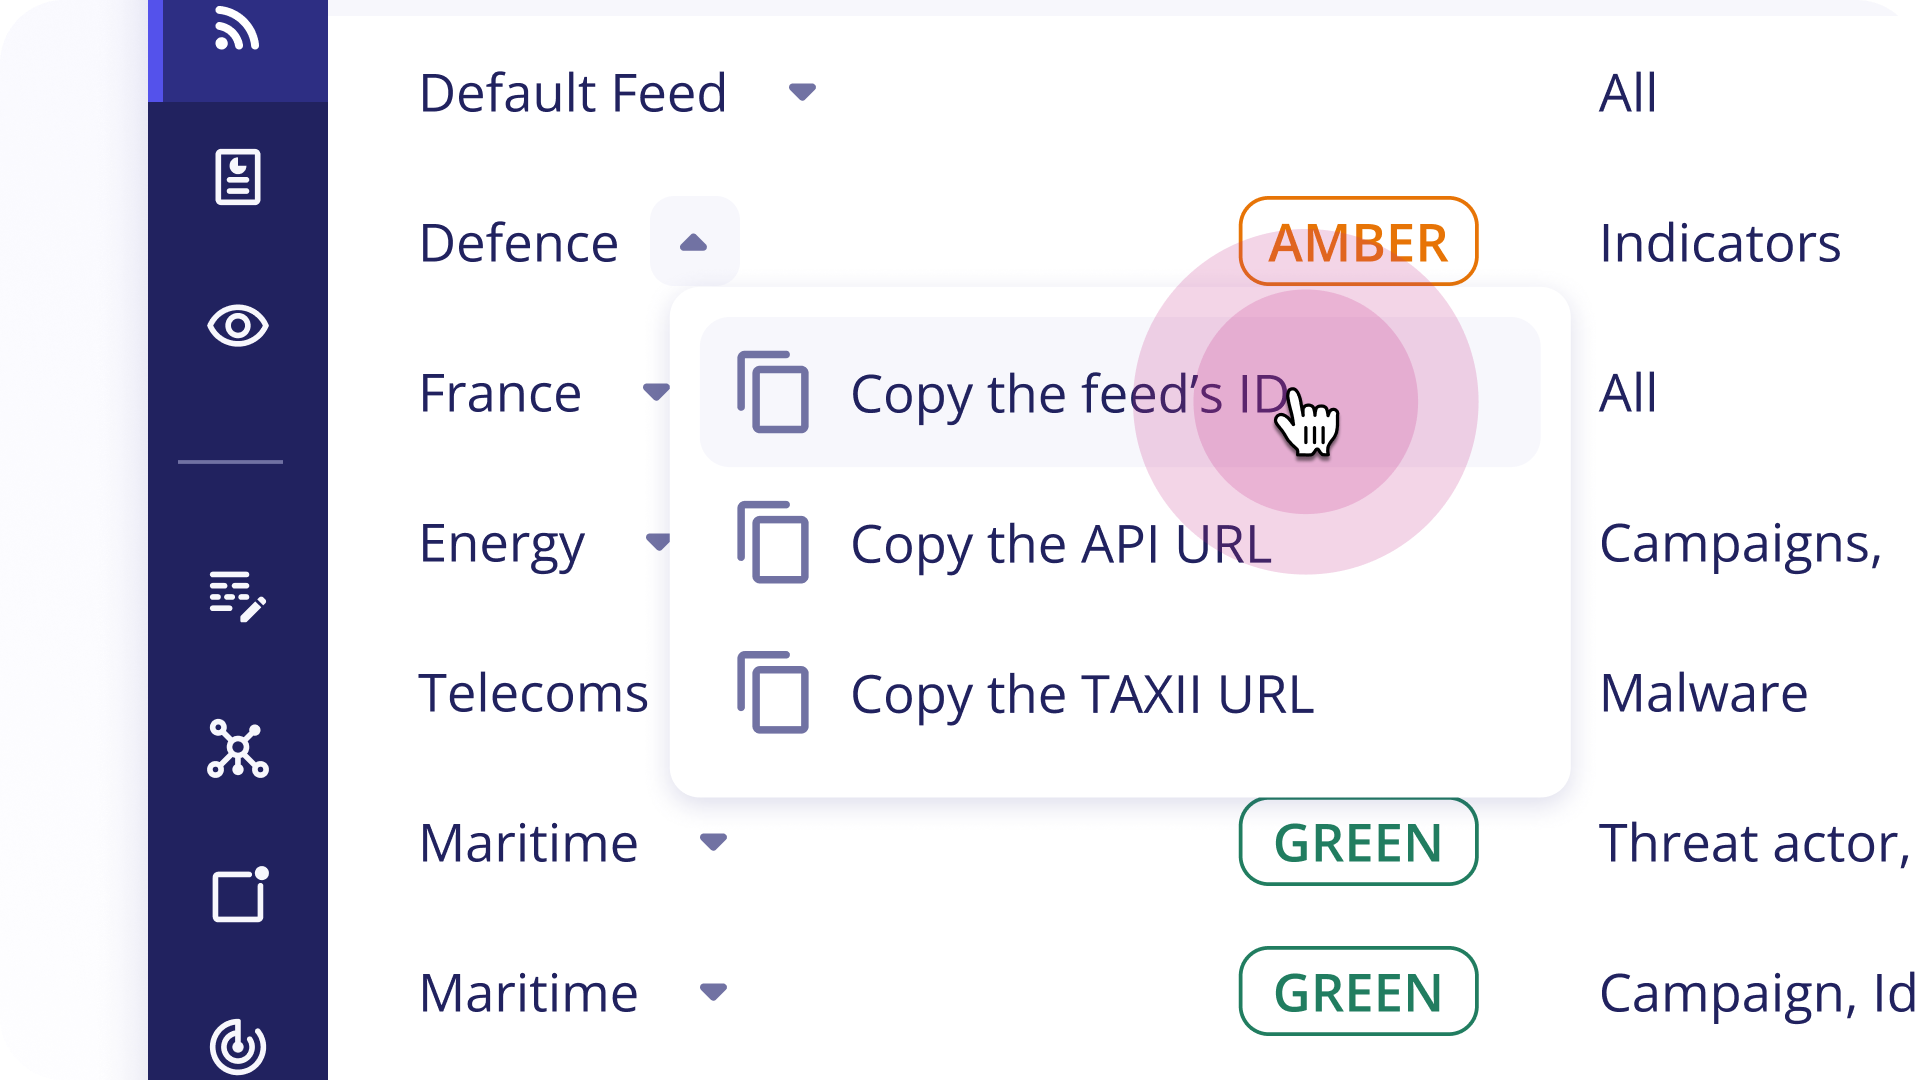 Default Feed All
Defence AMBER Indicators
France Copy the feed’s ID All
Energy Copy the API URL Campaigns,
Telecoms Copy the TAXII URL Malware
Maritime GREEN Threat actor,
Maritime GREEN Campaign, Id